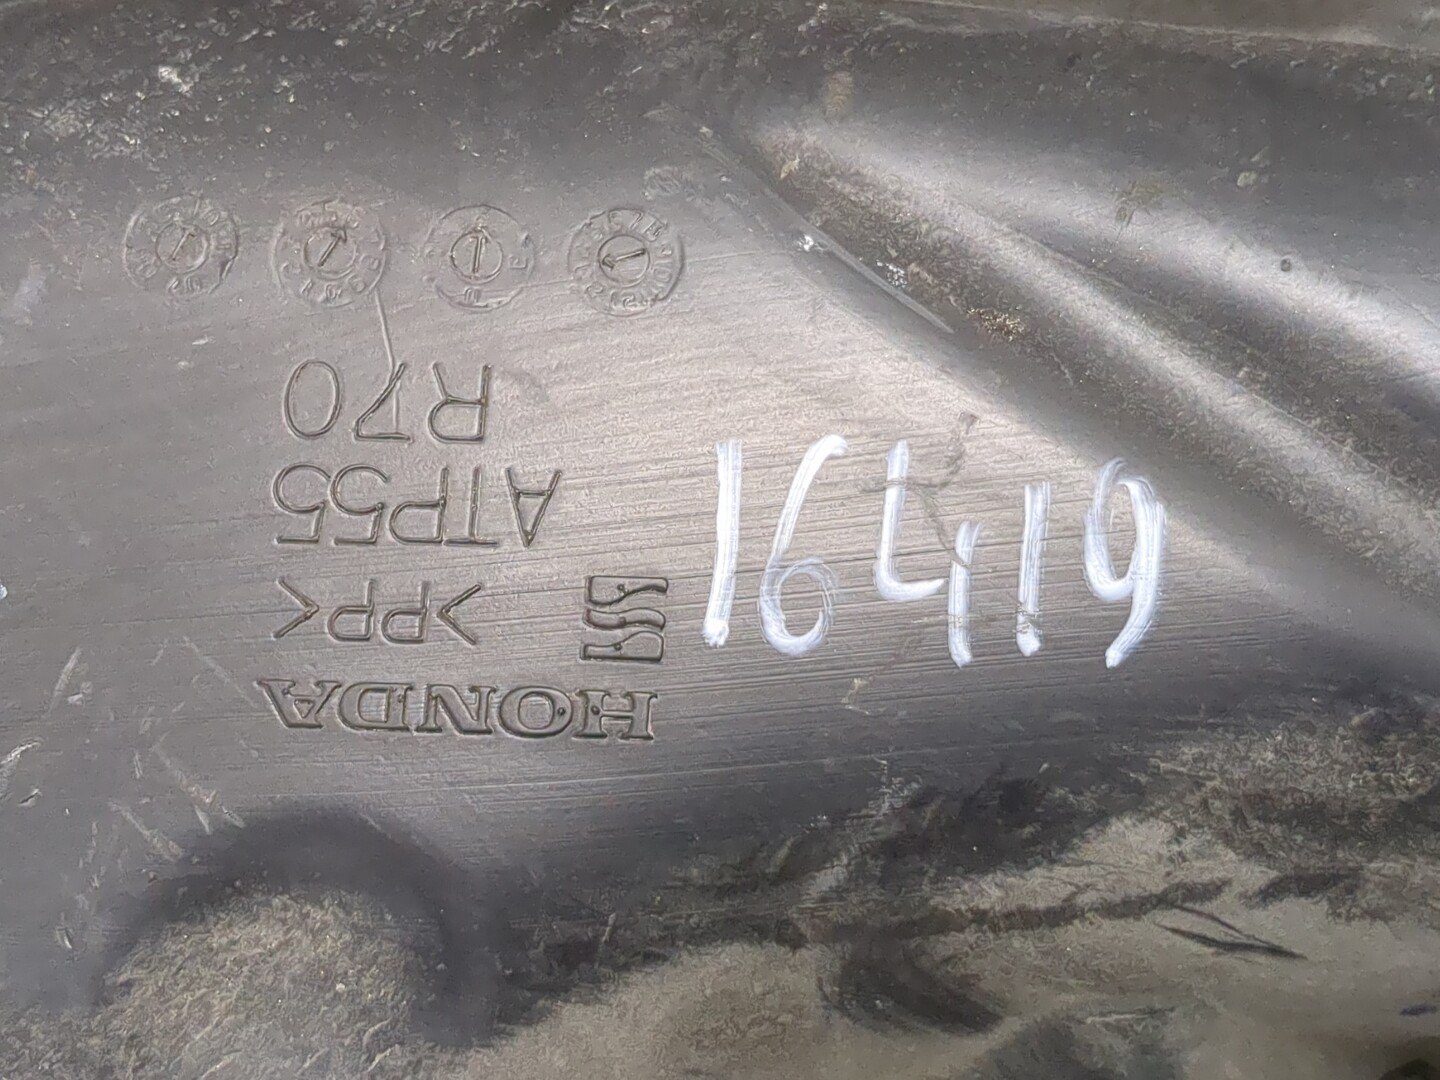 HONDA
>PP<
ATP55
R70
16419